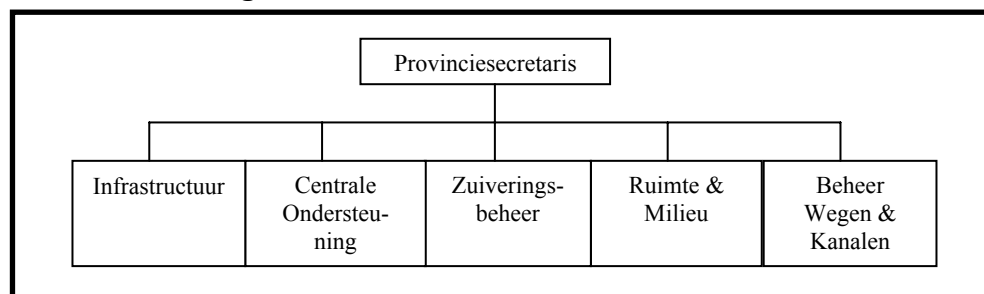 Provinciesecretaris
Infrastructuur
Centrale
Ondersteu-
ning
Zuiverings-
beheer
Ruimte &
Milieu
Beheer
Wegen &
Kanalen